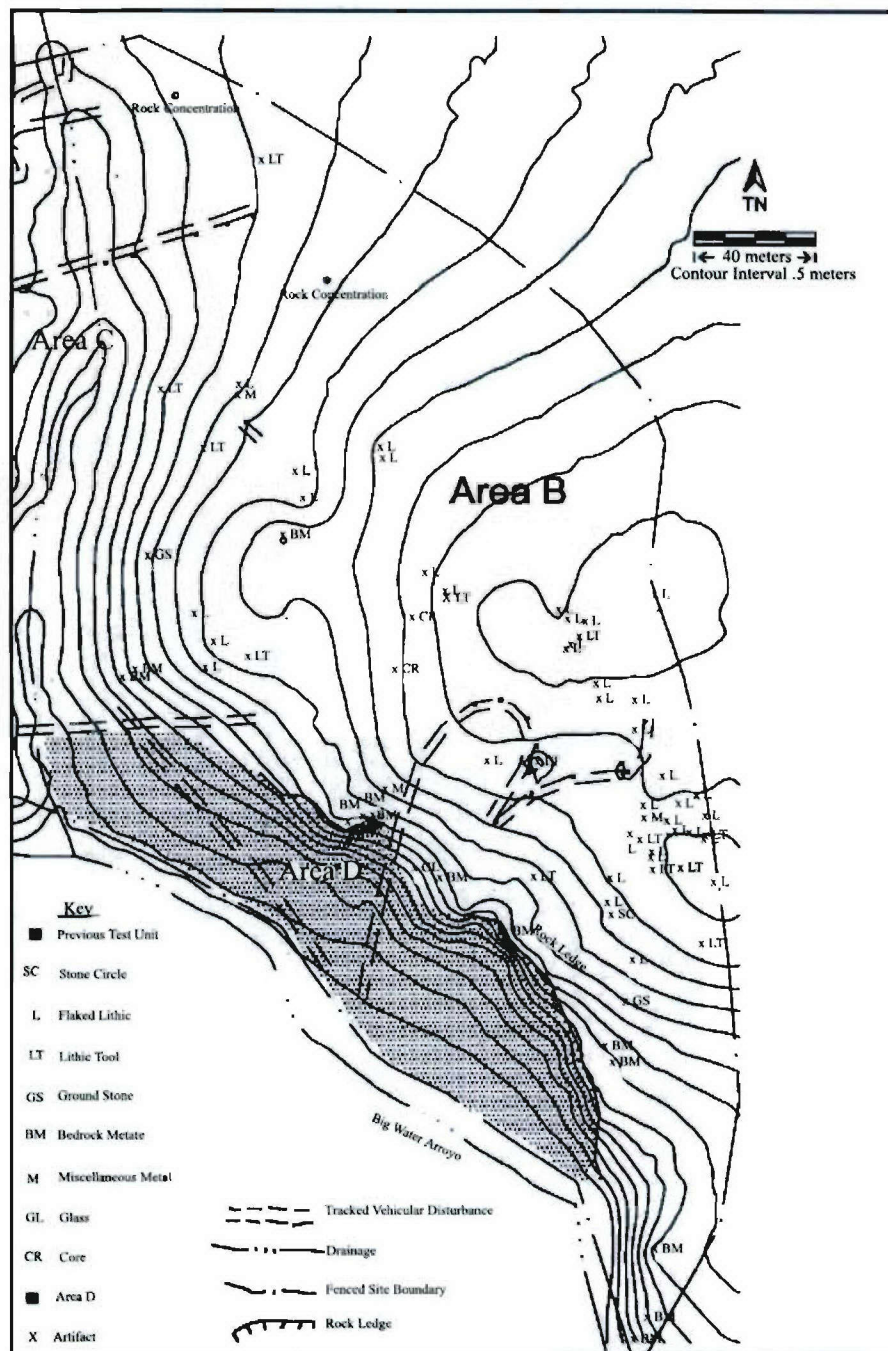 Rock Concentration
x LT
TN
40 meters
Contour Interval .5 meters
Rock Concentration
Area C
x LT
x L
x M
x LT
x L
x L
x L
Area B
x BM
x GS
x L
x LT
x L
x LT
x CR
x L
x LT
x L
x L
x L
x L
x L
x M
BM
BM
x LT
Area D
x BM
x LT
x L
x L
x SC
x LT
BM
Rock Ledge
x L
x GS
x BM
x BM
Big Water Arroyo
x BM
x BM
Key
Previous Test Unit
SC Stone Circle
L Flaked Lithic
LT Lithic Tool
GS Ground Stone
BM Bedrock Metate
M Miscellaneous Metal
GL Glass
CR Core
Area D
X Artifact
Tracked Vehicular Disturbance
Drainage
Fenced Site Boundary
Rock Ledge